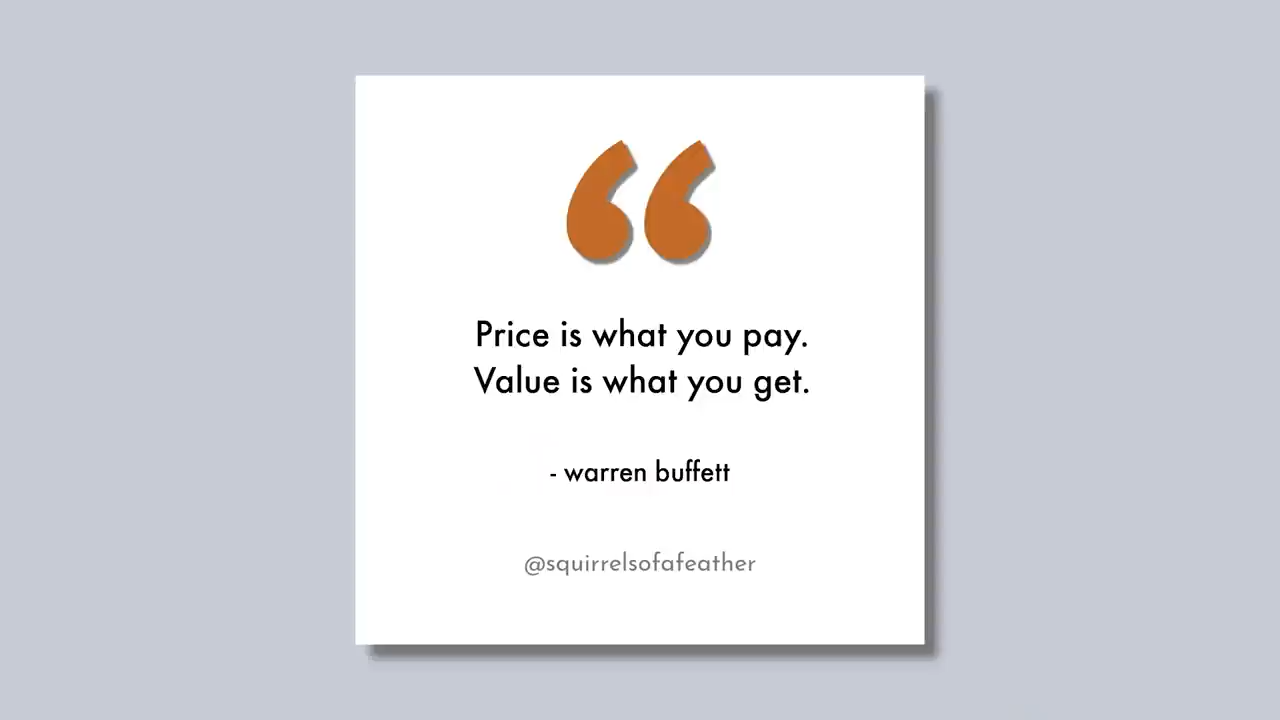 “
Price is what you pay.
Value is what you get.
- warren buffett
@squirrelsofafeather